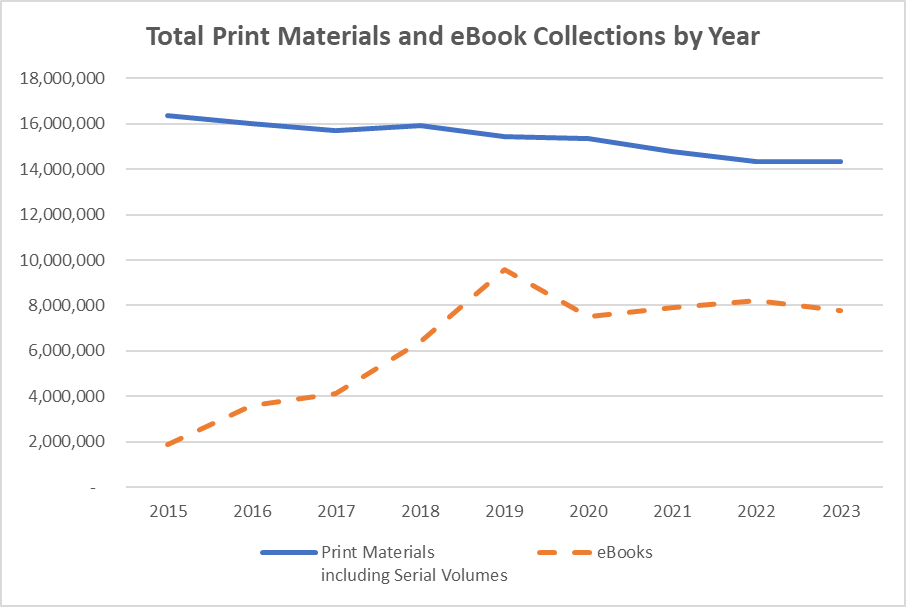 Total Print Materials and eBook Collections by Year
18,000,000
16,000,000
14,000,000
12,000,000
10,000,000
8,000,000
6,000,000
4,000,000
2,000,000
-
2015 2016 2017 2018 2019 2020 2021 2022 2023
Print Materials eBooks
including Serial Volumes